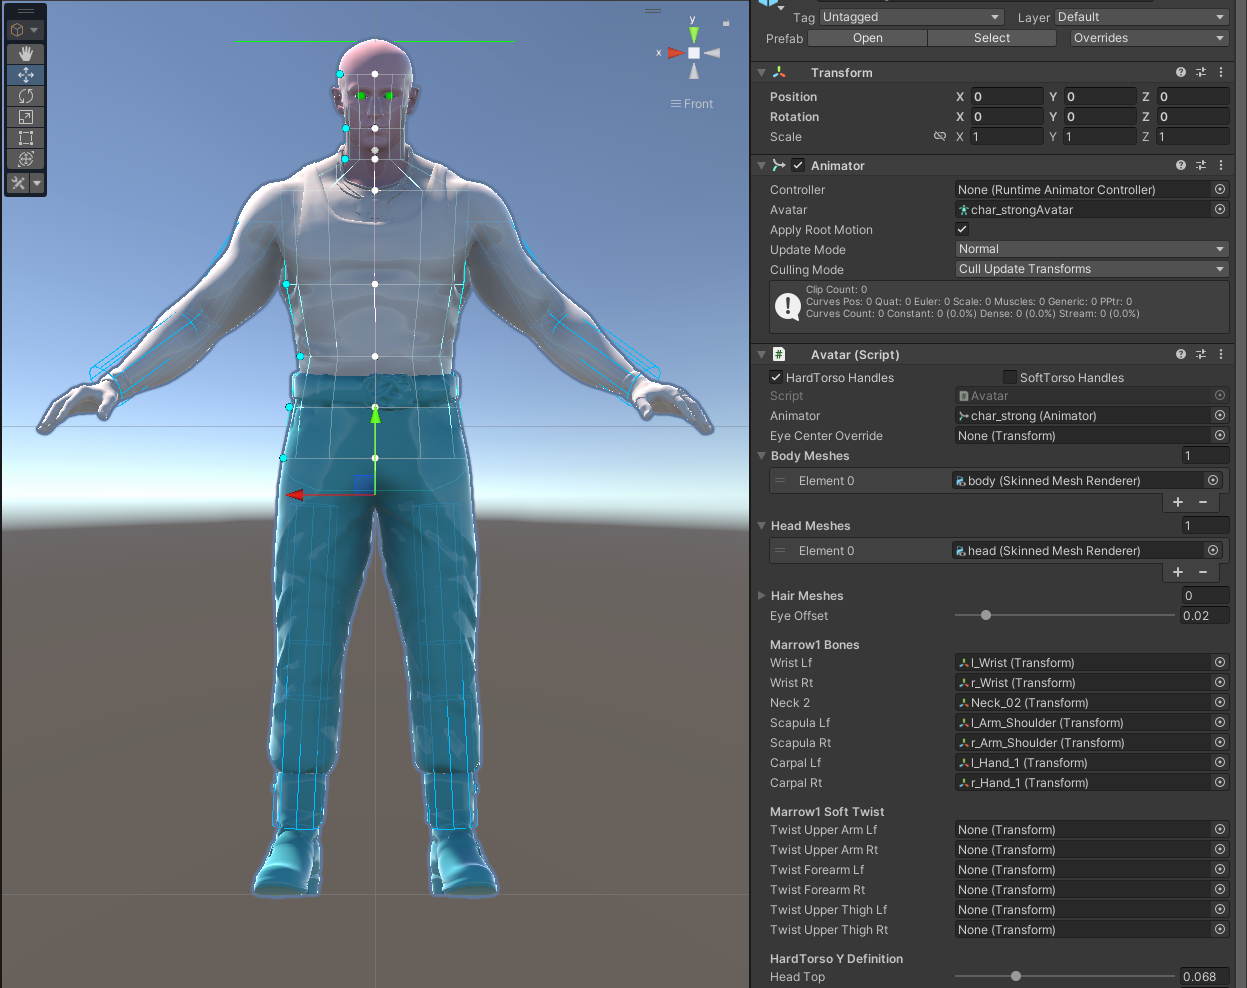 y
x
Front
Tag Untagged Layer Default
Prefab Open Select Overrides
Transform
Position X 0 Y 0 Z 0
Rotation X 0 Y 0 Z 0
Scale X 1 Y 1 Z 1
Animator
Controller None (Runtime Animator Controller)
Avatar char_strongAvatar
Apply Root Motion
Update Mode Normal
Culling Mode Cull Update Transforms
Clip Count: 0
Curves Pos: 0 Quat: 0 Euler: 0 Scale: 0 Muscles: 0 Generic: 0 PPtr: 0
Curves Count: 0 Constant: 0 (0.0%) Dense: 0 (0.0%) Stream: 0 (0.0%)
# Avatar (Script)
HardTorso Handles SoftTorso Handles
Script Avatar
Animator char_strong (Animator)
Eye Center Override None (Transform)
Body Meshes 1
Element 0 body (Skinned Mesh Renderer)
+ −
Head Meshes 1
Element 0 head (Skinned Mesh Renderer)
+ −
Hair Meshes 0
Eye Offset 0.02
Marrow1 Bones
Wrist Lf l_Wrist (Transform)
Wrist Rt r_Wrist (Transform)
Neck 2 Neck_02 (Transform)
Scapula Lf l_Arm_Shoulder (Transform)
Scapula Rt r_Arm_Shoulder (Transform)
Carpal Lf l_Hand_1 (Transform)
Carpal Rt r_Hand_1 (Transform)
Marrow1 Soft Twist
Twist Upper Arm Lf None (Transform)
Twist Upper Arm Rt None (Transform)
Twist Forearm Lf None (Transform)
Twist Forearm Rt None (Transform)
Twist Upper Thigh Lf None (Transform)
Twist Upper Thigh Rt None (Transform)
HardTorso Y Definition
Head Top 0.068